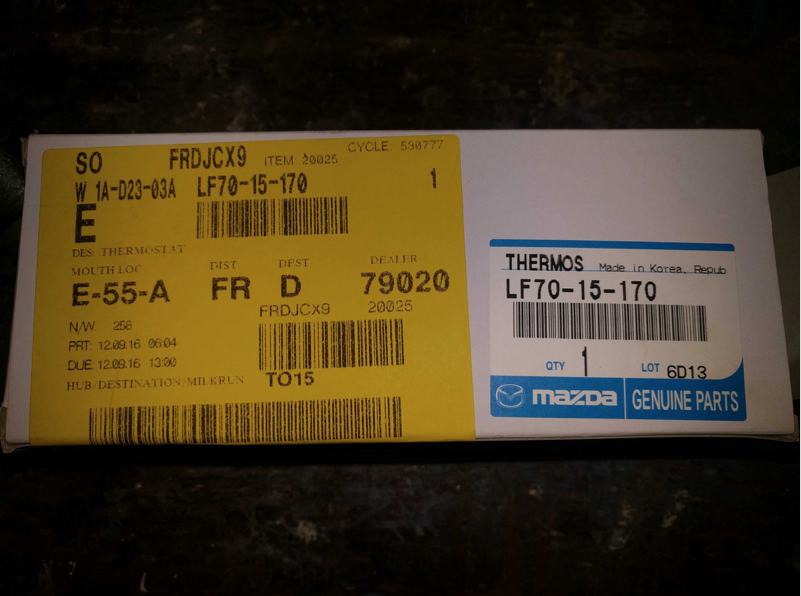 SO FRDJCX9 ITEM: 20025 CYCLE 530777
W 1A-D23-03A LF70-15-170 1
E
DES: THERMOSTAT
MOUTH LOC DIST DEST DEALER
E-55-A FR D 79020
FRDJCX9 20025
N/W 258
PRT: 12.09.16 06:04
DUE: 12.09.16 13:00
HUB/DESTINATION/MILKRUN TO15
THERMOS Made in Korea, Repub
LF70-15-170
QTY 1 LOT 6D13
mazda GENUINE PARTS